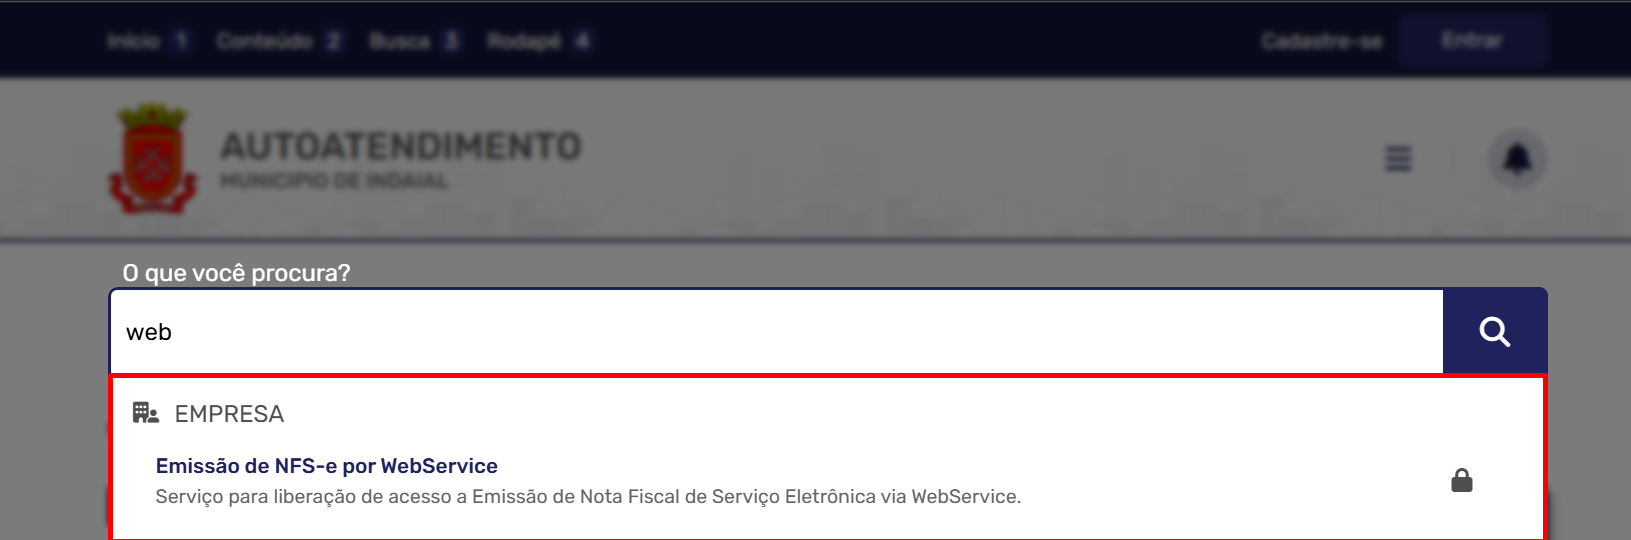 Início 1 Conteúdo 2 Busca 3 Rodapé 4 Cadastre-se Entrar
AUTOATENDIMENTO
MUNICIPIO DE INDAIAL
O que você procura?
web
EMPRESA
Emissão de NFS-e por WebService
Serviço para liberação de acesso a Emissão de Nota Fiscal de Serviço Eletrônica via WebService.